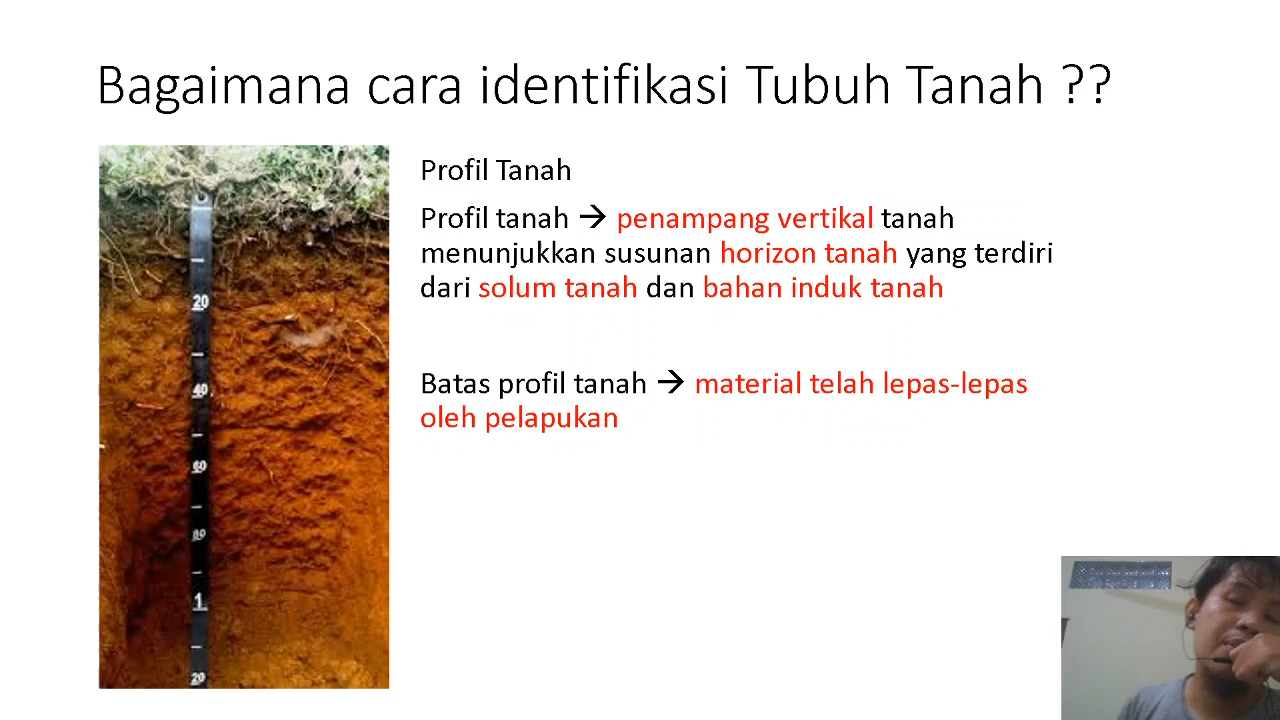 Bagaimana cara identifikasi Tubuh Tanah ??
Profil Tanah
Profil tanah → penampang vertikal tanah
menunjukkan susunan horizon tanah yang terdiri
dari solum tanah dan bahan induk tanah
Batas profil tanah → material telah lepas-lepas
oleh pelapukan
20
40
60
80
1
20